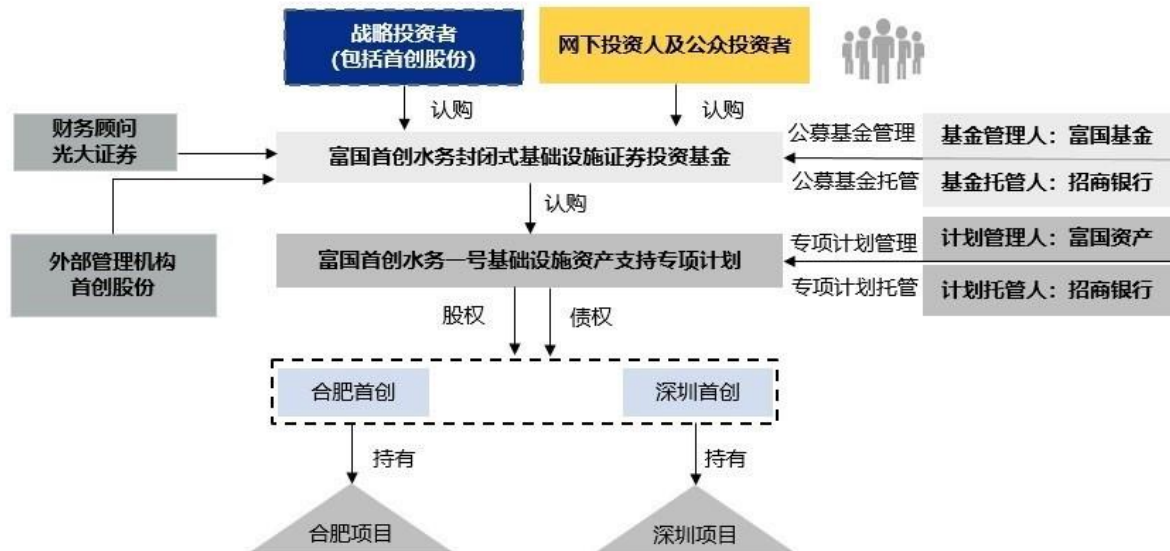 战略投资者
(包括首创股份)
网下投资人及公众投资者
认购
认购
财务顾问
光大证券
富国首创水务封闭式基础设施证券投资基金
公募基金管理
基金管理人：富国基金
公募基金托管
基金托管人：招商银行
认购
外部管理机构
首创股份
富国首创水务一号基础设施资产支持专项计划
专项计划管理
计划管理人：富国资产
专项计划托管
计划托管人：招商银行
股权
债权
合肥首创
深圳首创
持有
持有
合肥项目
深圳项目